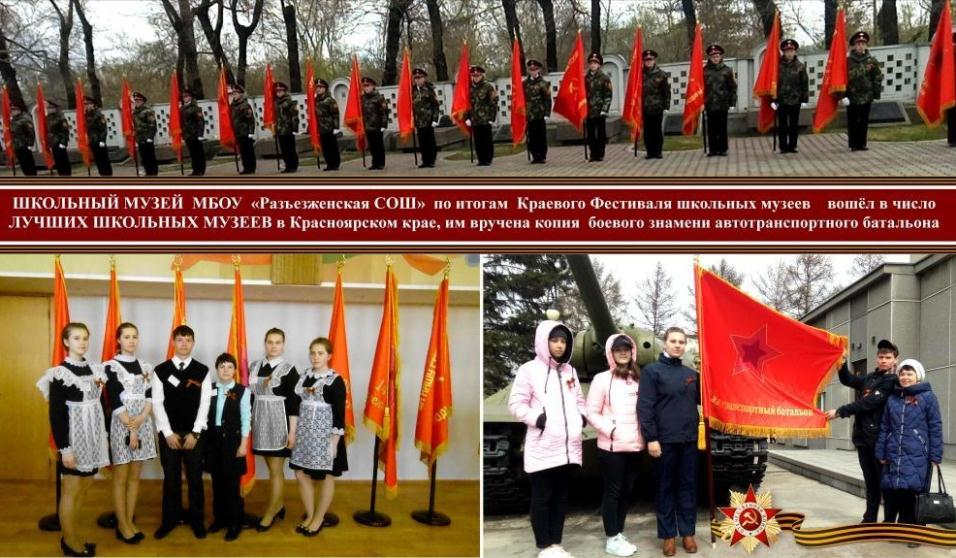 ШКОЛЬНЫЙ МУЗЕЙ МБОУ «Разъезженская СОШ» по итогам Краевого Фестиваля школьных музеев вошёл в число
ЛУЧШИХ ШКОЛЬНЫХ МУЗЕЕВ в Красноярском крае, им вручена копия боевого знамени автотранспортного батальона
транспортный батальон